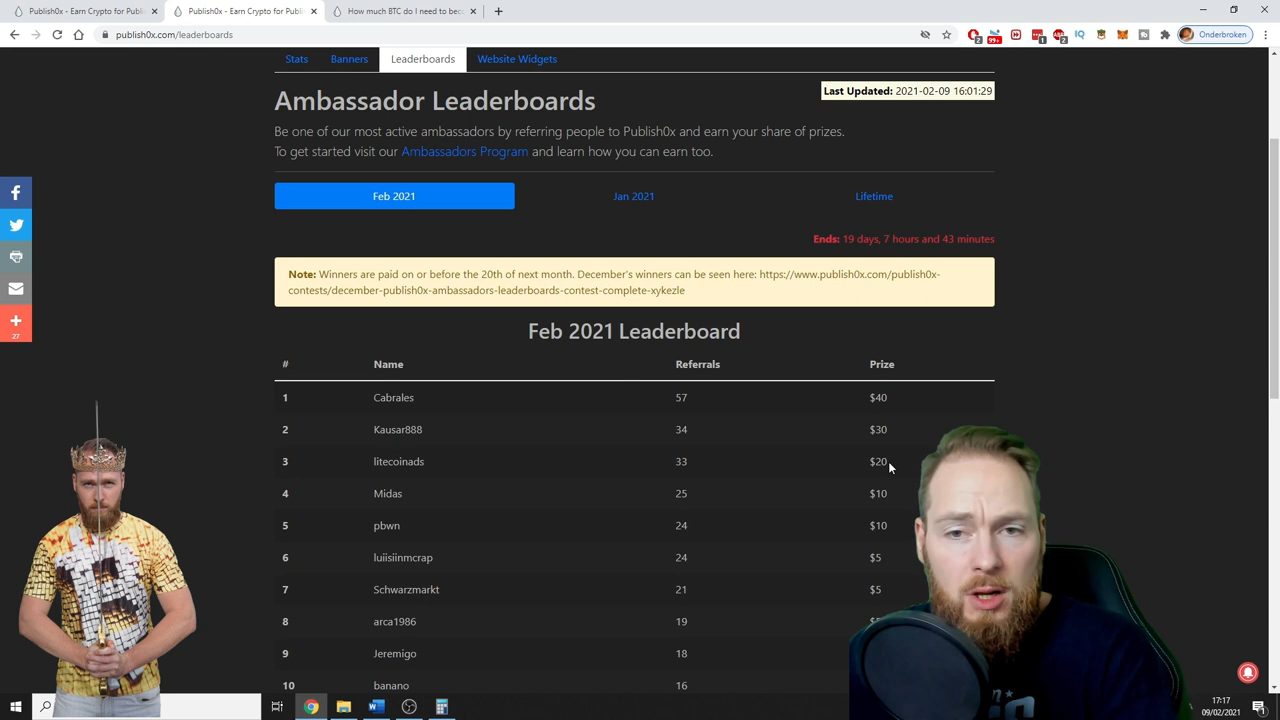 Publish0x - Earn Crypto for Publi
Publish0x - Earn Crypto for Publi
How much BTC do I need to bec
publish0x.com/leaderboards
2
99+
1
2
IQ
Onderbroken
Stats
Banners
Leaderboards
Website Widgets
Last Updated: 2021-02-09 16:01:29
Ambassador Leaderboards
Be one of our most active ambassadors by referring people to Publish0x and earn your share of prizes.
To get started visit our Ambassadors Program and learn how you can earn too.
Feb 2021
Jan 2021
Lifetime
Ends: 19 days, 7 hours and 43 minutes
Note: Winners are paid on or before the 20th of next month. December's winners can be seen here: https://www.publish0x.com/publish0x-
contests/december-publish0x-ambassadors-leaderboards-contest-complete-xykezle
27
Feb 2021 Leaderboard
# Name Referrals Prize
1 Cabrales 57 $40
2 Kausar888 34 $30
3 litecoinads 33 $20
4 Midas 25 $10
5 pbwn 24 $10
6 luiisiinmcrap 24 $5
7 Schwarzmarkt 21 $5
8 arca1986 19
9 Jeremigo 18
10 banano 16
17:17
09/02/2021